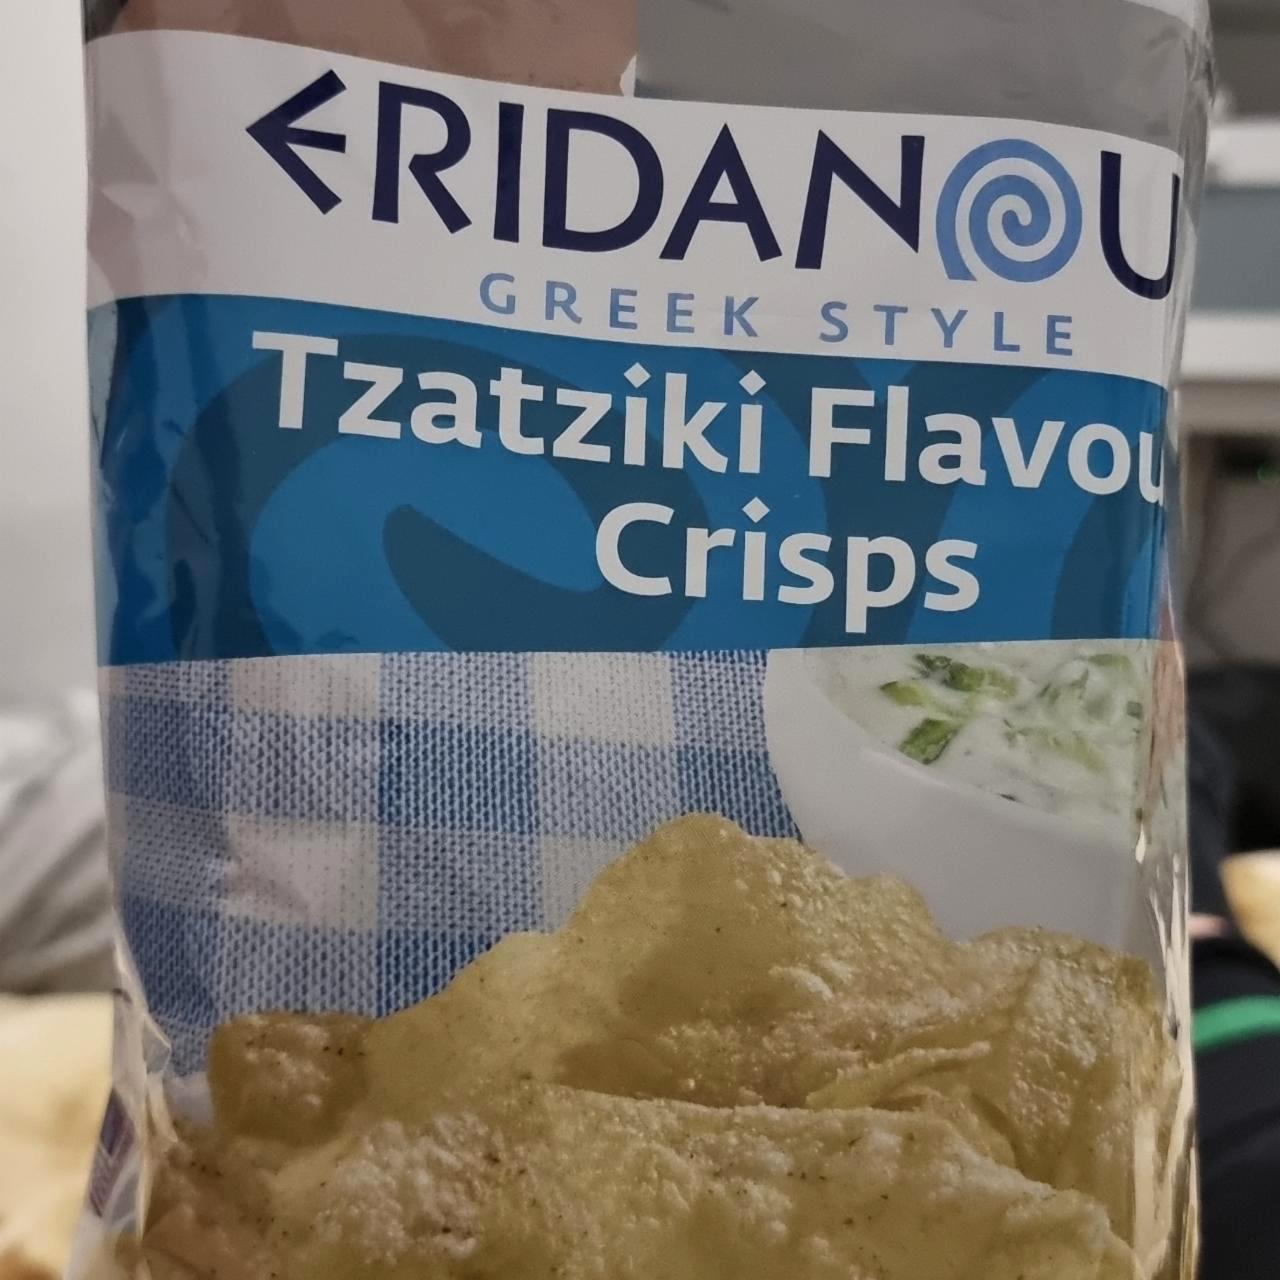 ERIDANOU
GREEK STYLE
Tzatziki Flavou
Crisps